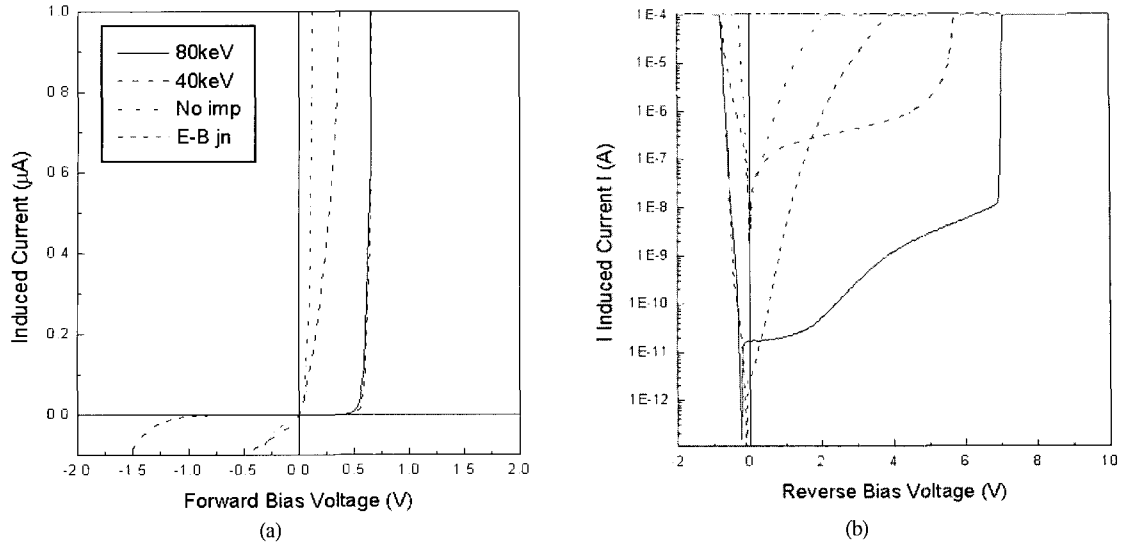 80keV
40keV
No imp
E-B jn
1.0
0.8
0.6
0.4
0.2
0.0
Induced Current (µA)
-2.0 -1.5 -1.0 -0.5 0 0 0.5 1 0 1.5 2.0
Forward Bias Voltage (V)
(a)
1E-4
1E-5
1E-6
1E-7
1E-8
1E-9
1E-10
1E-11
1E-12
I Induced Current I (A)
2 0 2 4 6 8 10
Reverse Bias Voltage (V)
(b)